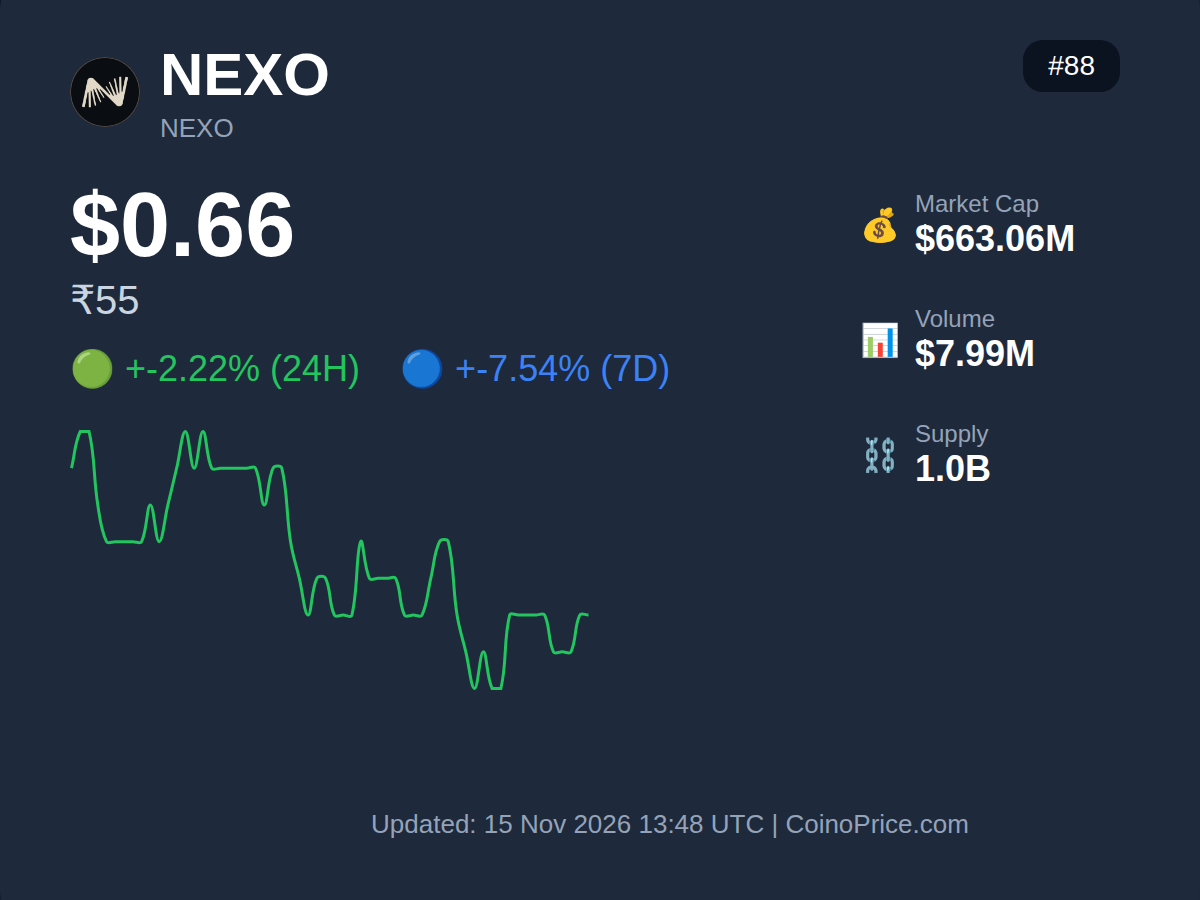 NEXO
NEXO
#88
$0.66
₹55
+-2.22% (24H) +-7.54% (7D)
Market Cap
$663.06M
Volume
$7.99M
Supply
1.0B
Updated: 15 Nov 2026 13:48 UTC | CoinoPrice.com